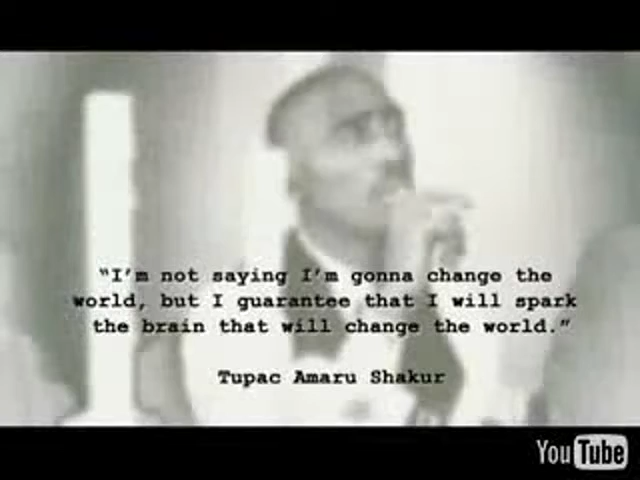 “I’m not saying I’m gonna change the
world, but I guarantee that I will spark
the brain that will change the world.”
Tupac Amaru Shakur
YouTube